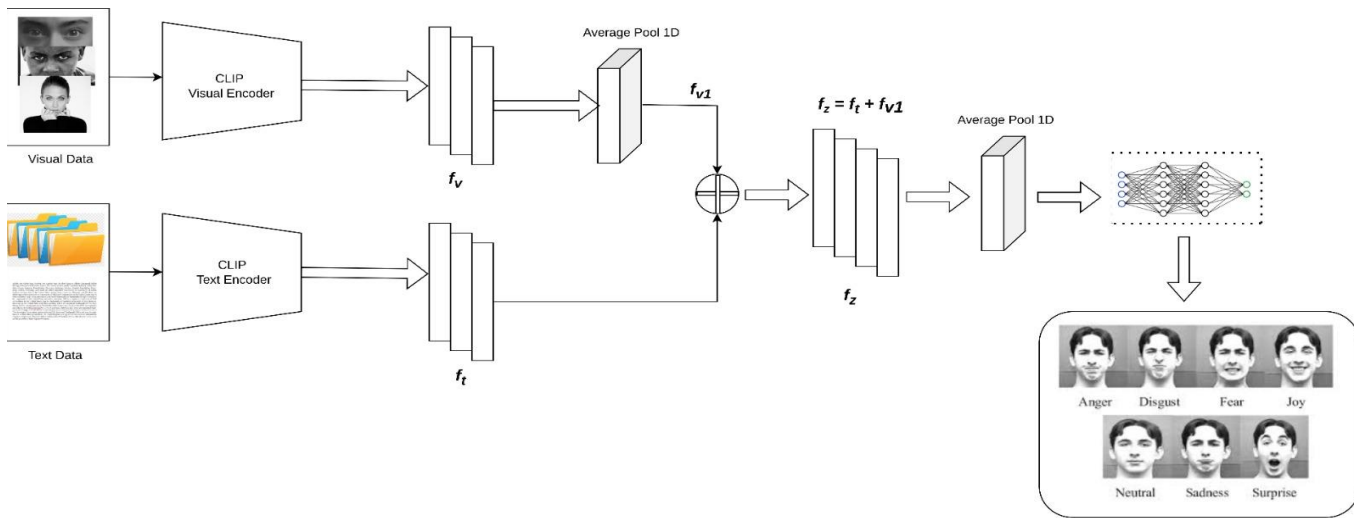 Visual Data
CLIP
Visual Encoder
f_v
Average Pool 1D
f_v1
Text Data
CLIP
Text Encoder
f_t
f_z = f_t + f_v1
f_z
Average Pool 1D
Anger Disgust Fear Joy
Neutral Sadness Surprise